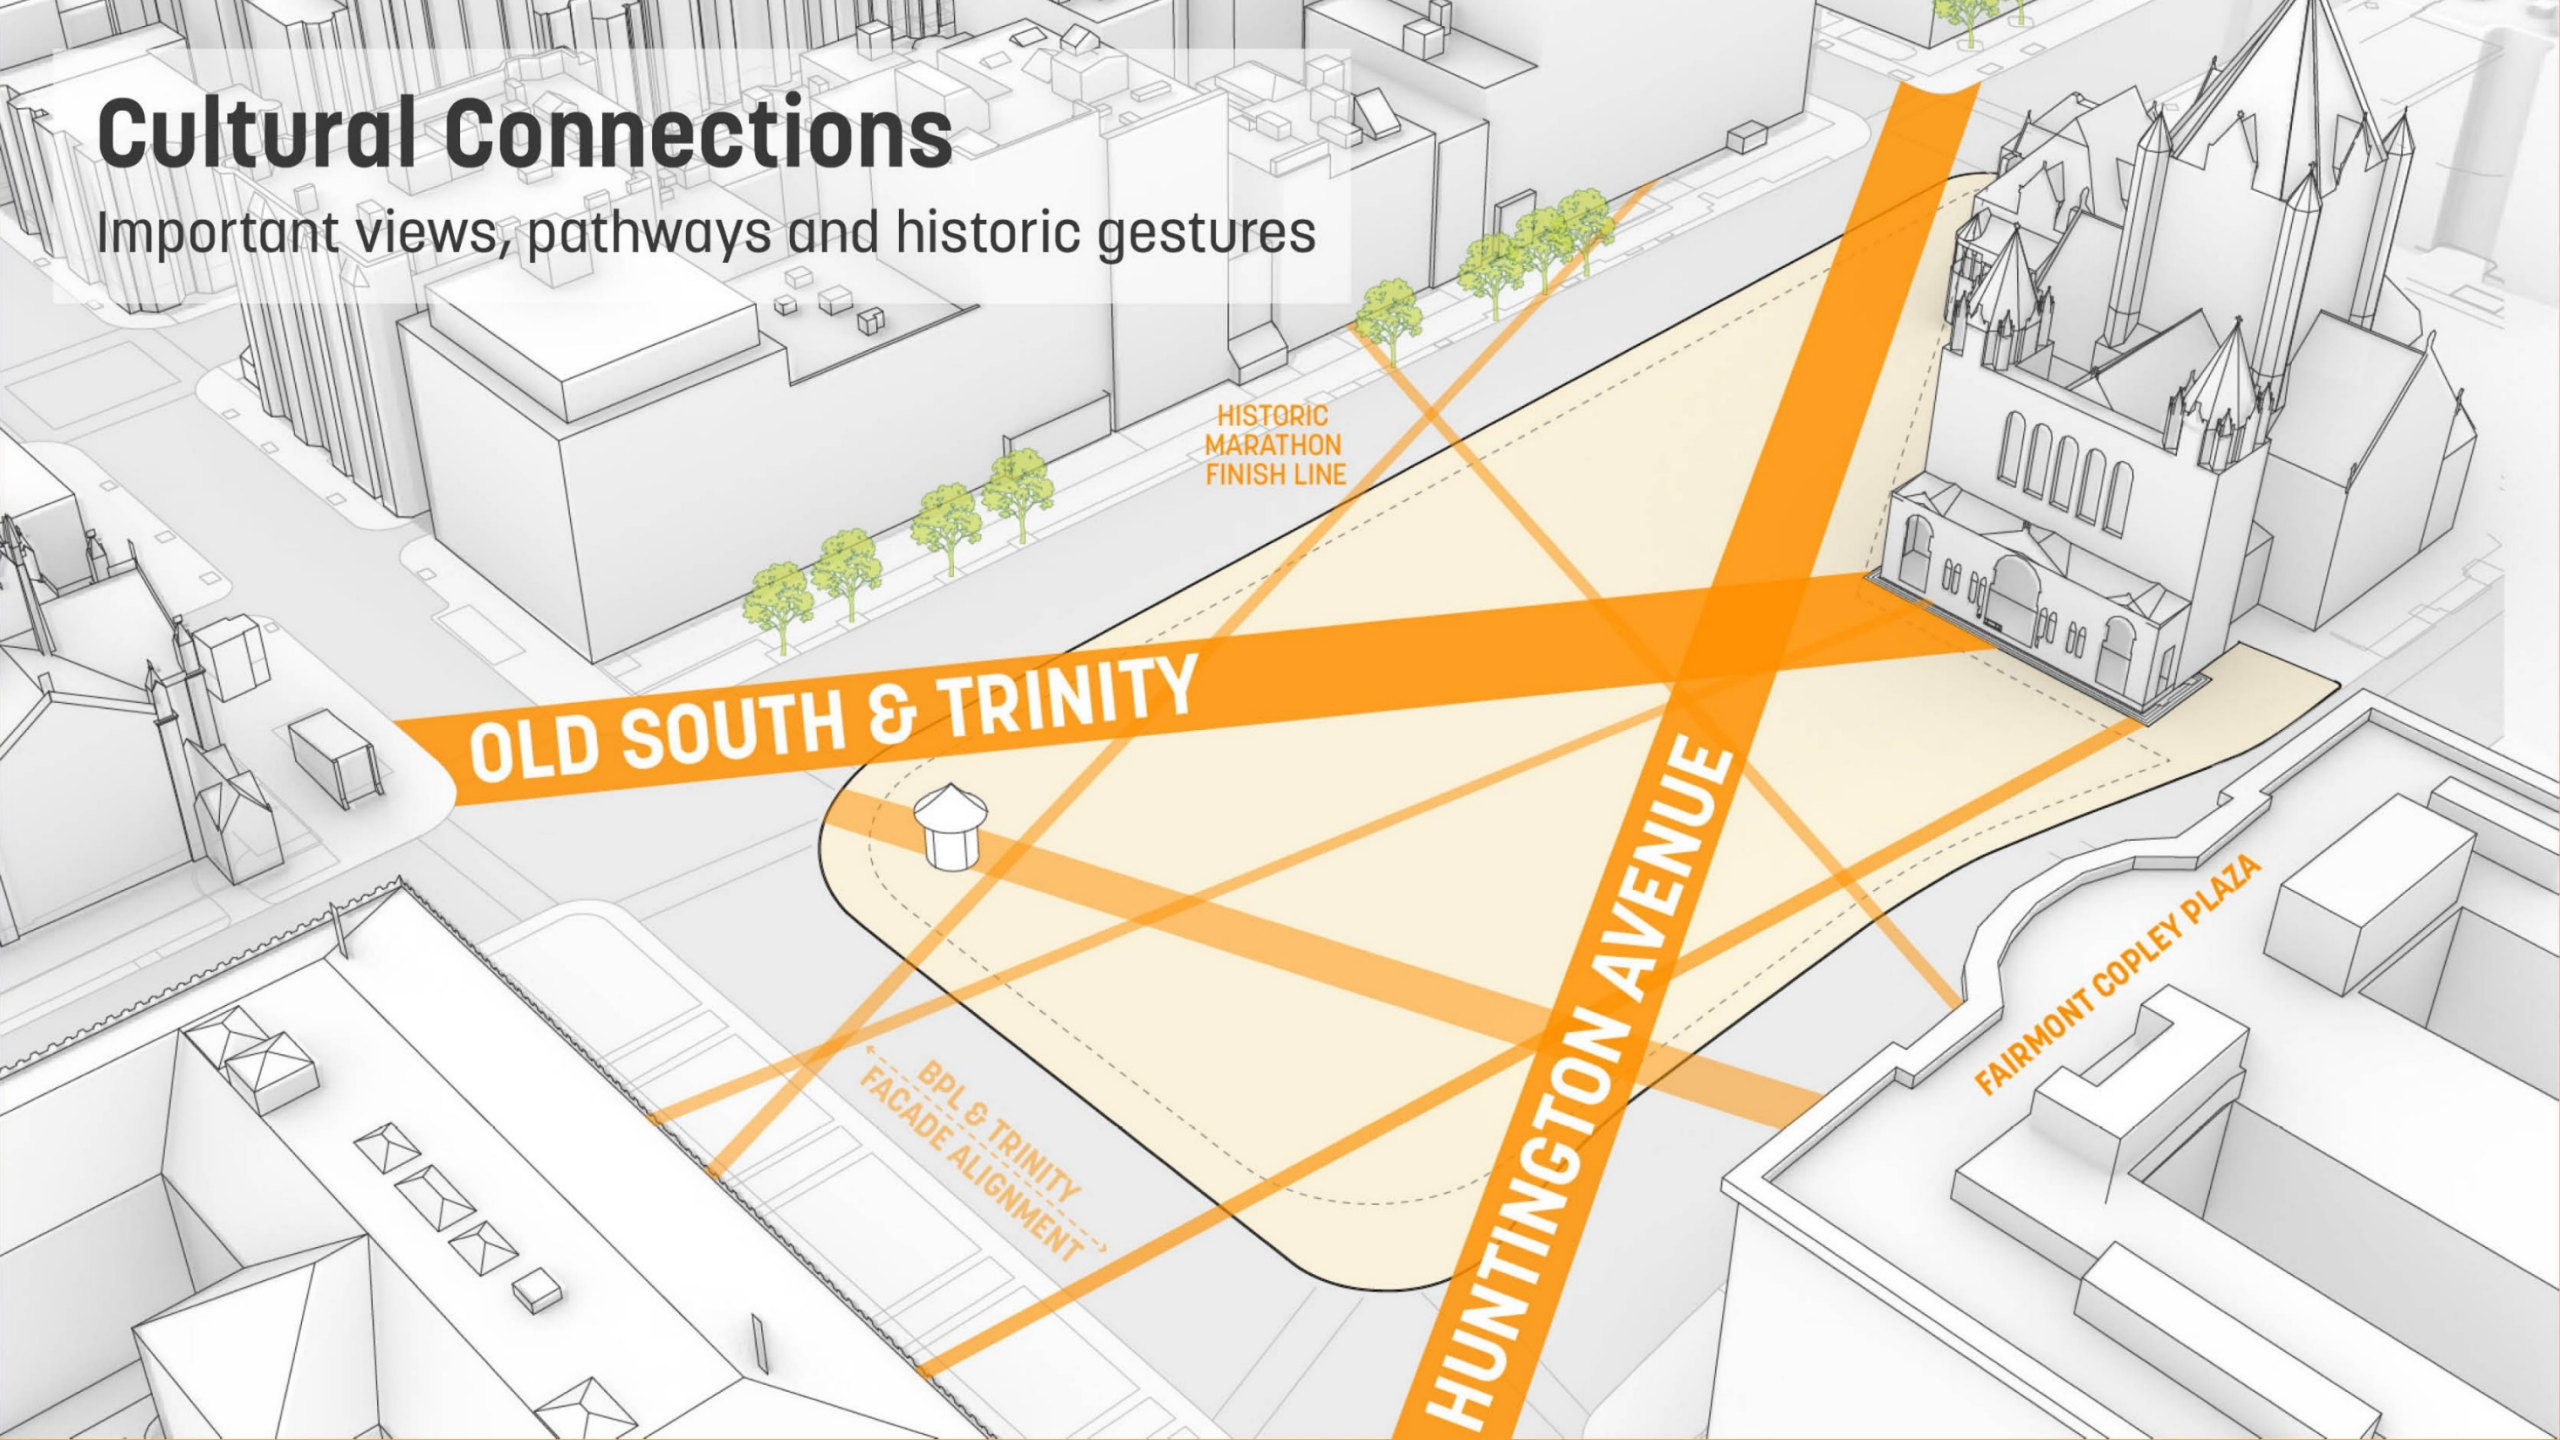 Cultural Connections
Important views, pathways and historic gestures
HISTORIC
MARATHON
FINISH LINE
OLD SOUTH & TRINITY
HUNTINGTON AVENUE
FAIRMONT COPLEY PLAZA
BPL & TRINITY
FACADE ALIGNMENT